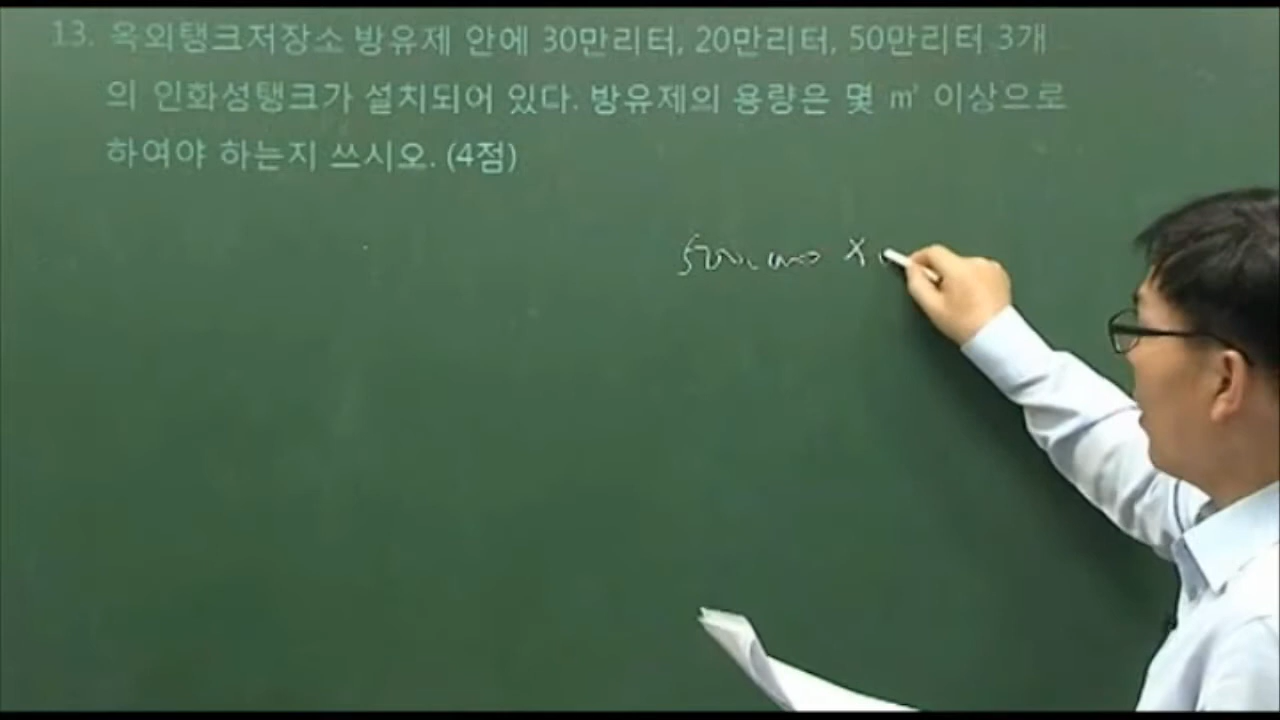 13. 옥외탱크저장소 방유제 안에 30만리터, 20만리터, 50만리터 3개
의 인화성탱크가 설치되어 있다. 방유제의 용량은 몇 ㎥ 이상으로
하여야 하는지 쓰시오. (4점)
500,000 ×